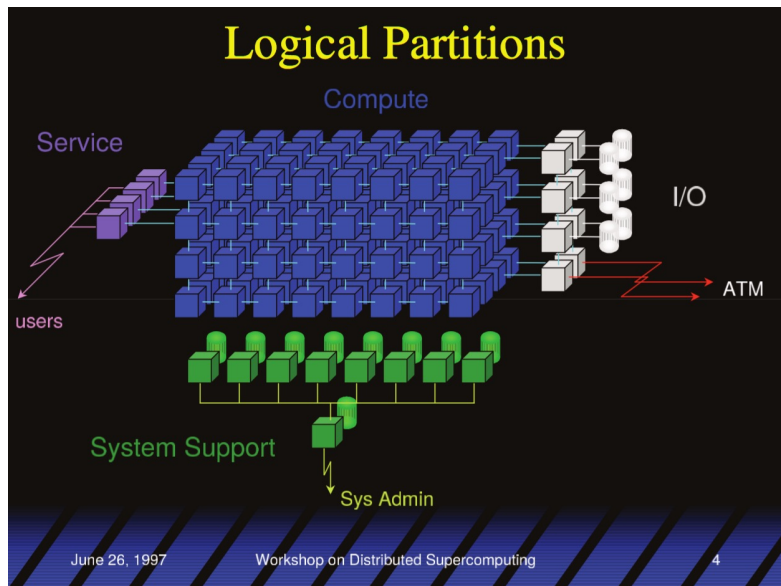 Logical Partitions
Compute
Service
I/O
ATM
users
System Support
Sys Admin
June 26, 1997
Workshop on Distributed Supercomputing
4